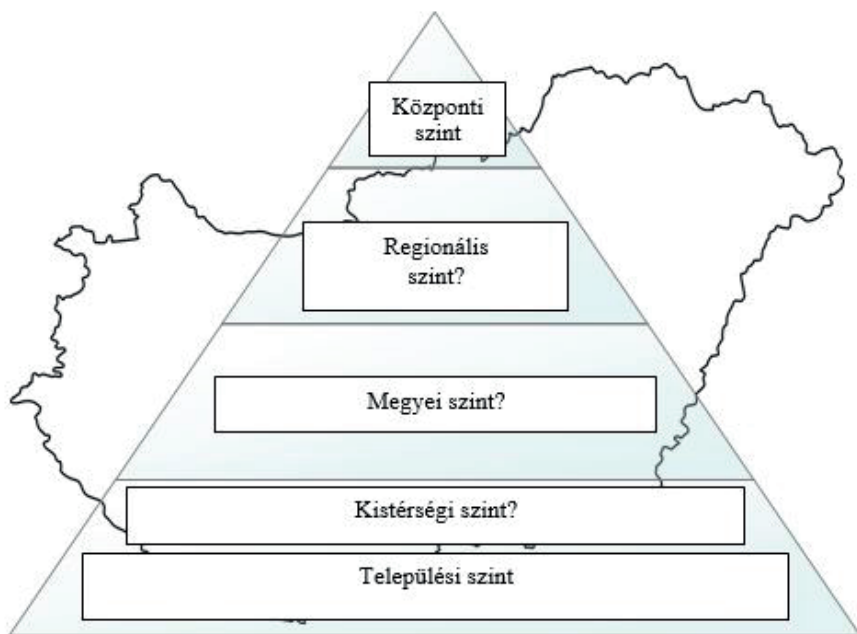 Központi
szint
Regionális
szint?
Megyei szint?
Kistérségi szint?
Települési szint